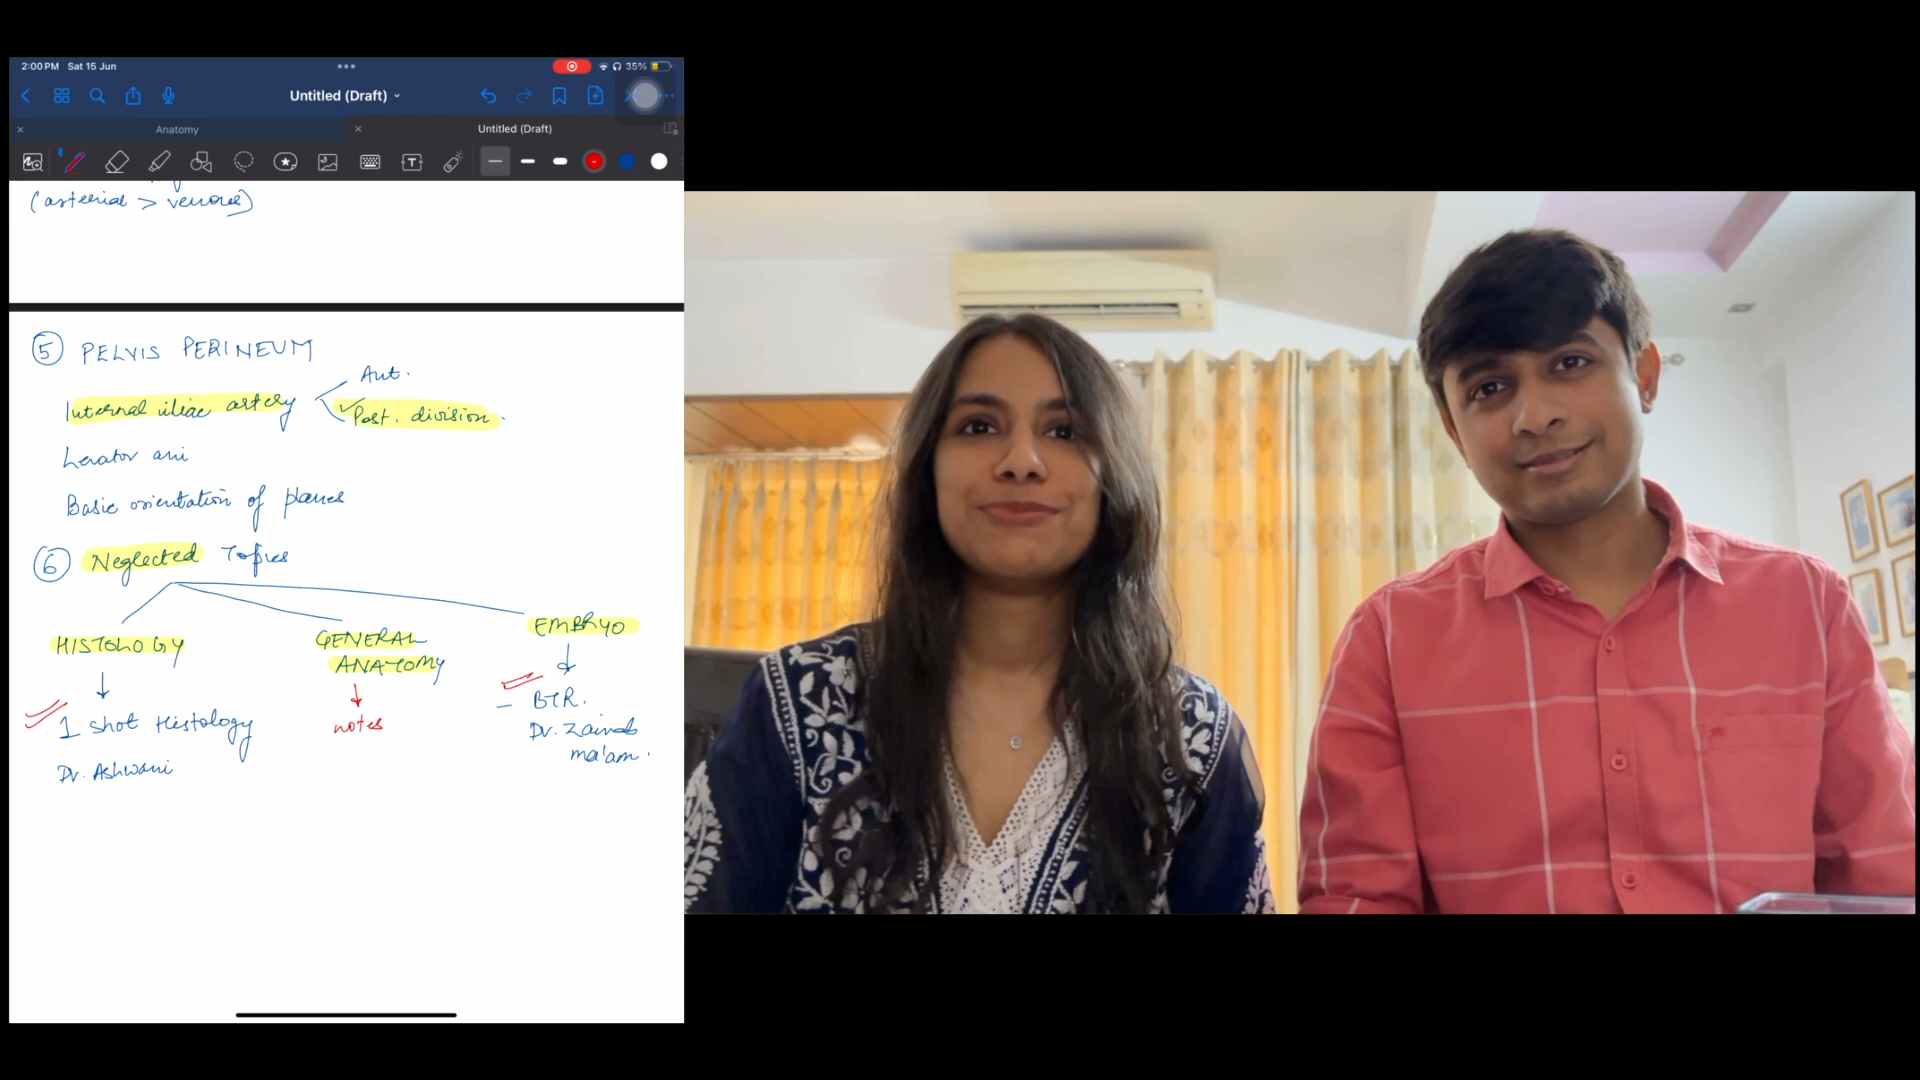 2:00 PM Sat 15 Jun
35%
Untitled (Draft)
Anatomy
Untitled (Draft)
(arterial > venous)
5 PELVIS PERINEUM
Ant.
Internal iliac artery
Post. division.
Levator ani
Basic orientation of planes
6 Neglected Topics
HISTOLOGY
GENERAL
ANATOMY
EMBRYO
1 shot Histology
Dr. Ashwani
notes
- BTR.
Dr. Zainab
ma'am.